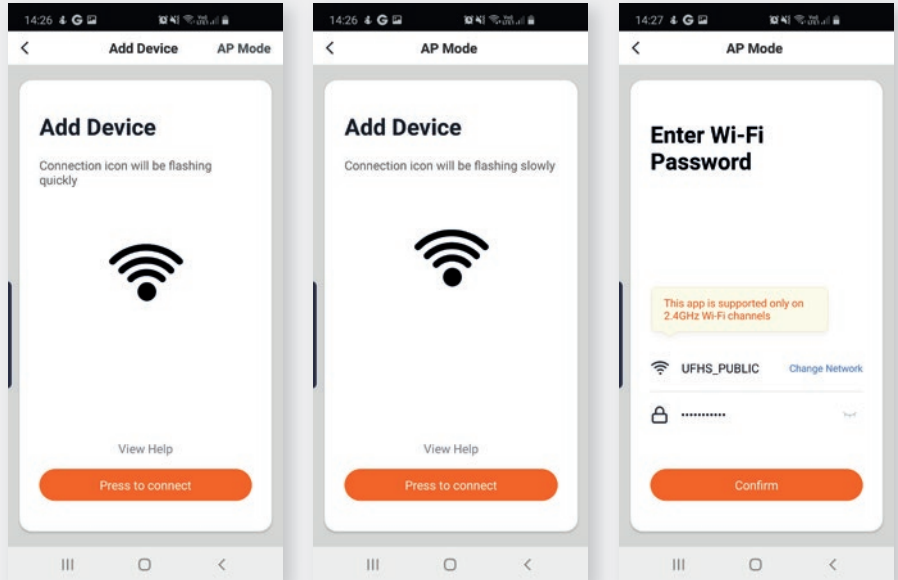 14:26
Add Device AP Mode
Add Device
Connection icon will be flashing
quickly
View Help
Press to connect
14:26
AP Mode
Add Device
Connection icon will be flashing slowly
View Help
Press to connect
14:27
AP Mode
Enter Wi-Fi
Password
This app is supported only on
2.4GHz Wi-Fi channels
UFHS_PUBLIC Change Network
Confirm